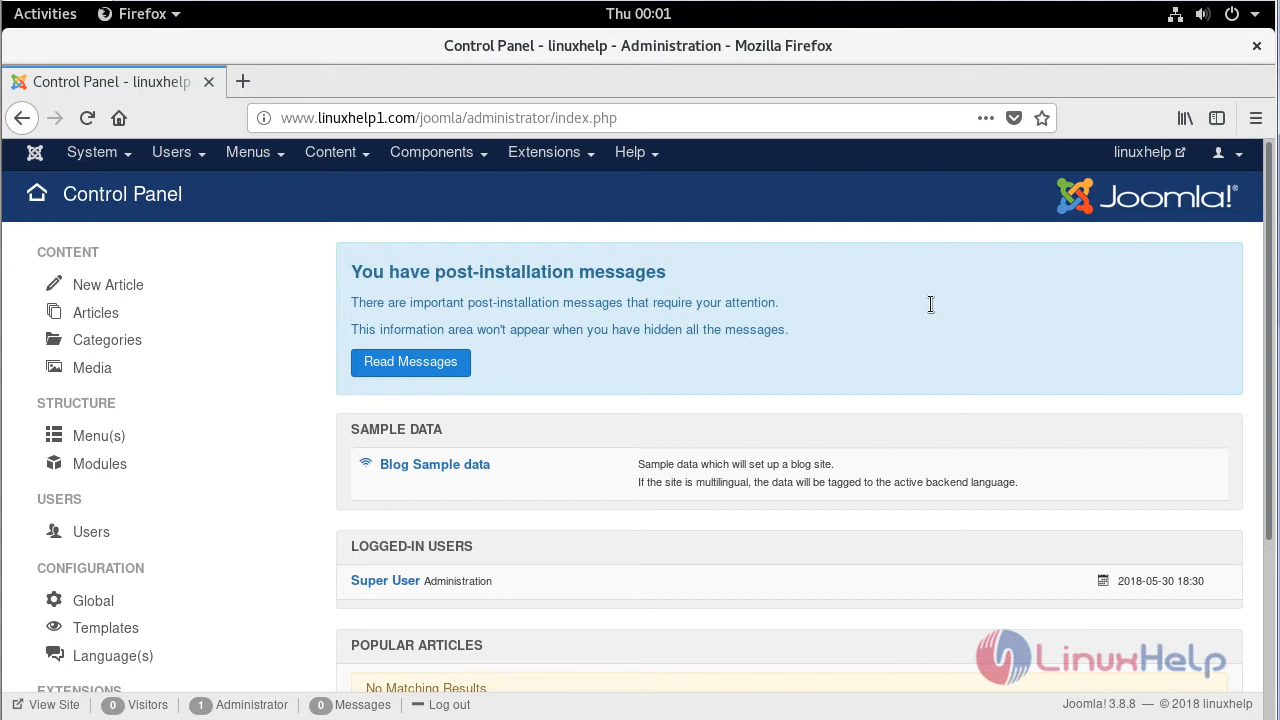 Activities Firefox Thu 00:01
Control Panel - linuxhelp - Administration - Mozilla Firefox
Control Panel - linuxhelp
www.linuxhelp1.com/joomla/administrator/index.php
System Users Menus Content Components Extensions Help linuxhelp
Control Panel Joomla!®
CONTENT
New Article
Articles
Categories
Media
STRUCTURE
Menu(s)
Modules
USERS
Users
CONFIGURATION
Global
Templates
Language(s)
EXTENSIONS
You have post-installation messages
There are important post-installation messages that require your attention.
This information area won't appear when you have hidden all the messages.
Read Messages
SAMPLE DATA
Blog Sample data Sample data which will set up a blog site.
If the site is multilingual, the data will be tagged to the active backend language.
LOGGED-IN USERS
Super User Administration 2018-05-30 18:30
POPULAR ARTICLES
No Matching Results
LinuxHelp
View Site 0 Visitors 1 Administrator 0 Messages Log out Joomla! 3.8.8 — © 2018 linuxhelp